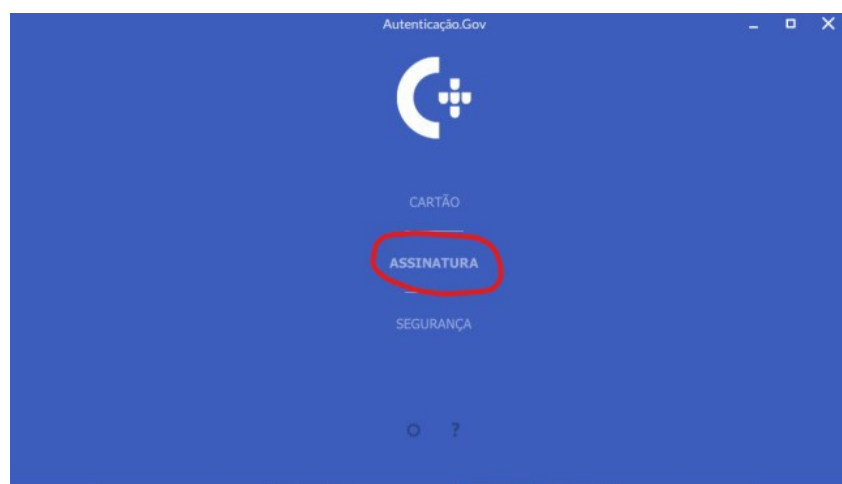 Autenticação.Gov
CARTÃO
ASSINATURA
SEGURANÇA
?